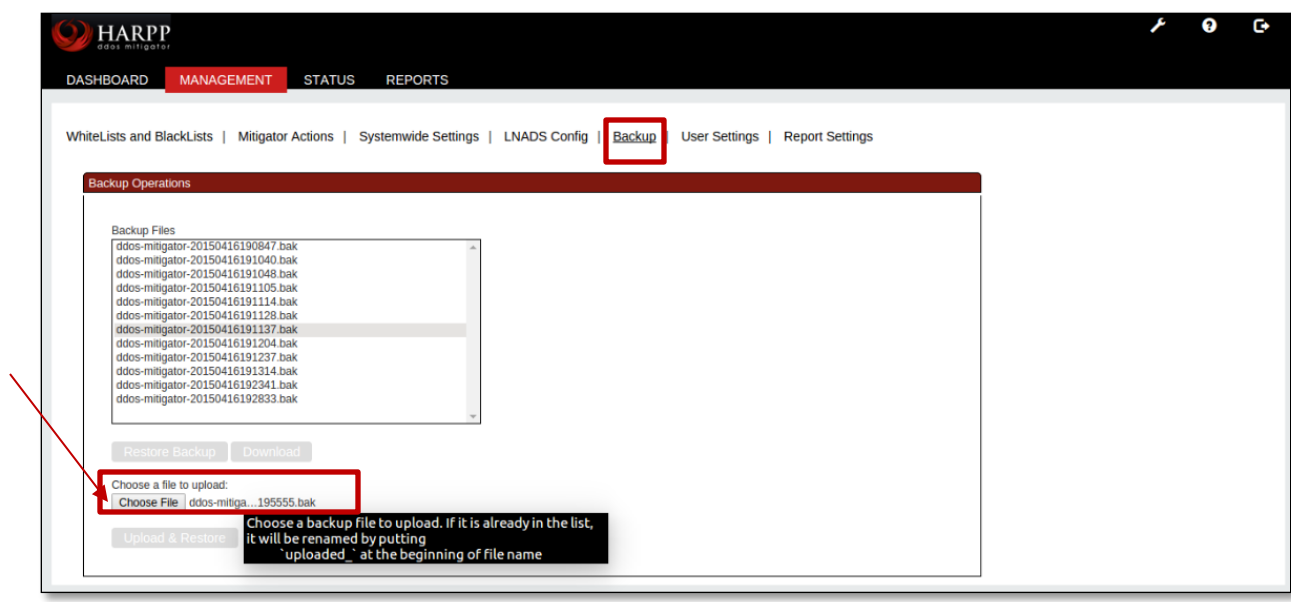 HARPP
ddos mitigator
DASHBOARD MANAGEMENT STATUS REPORTS
WhiteLists and BlackLists | Mitigator Actions | Systemwide Settings | LNADS Config | Backup | User Settings | Report Settings
Backup Operations
Backup Files
ddos-mitigator-20150416190847.bak
ddos-mitigator-20150416191040.bak
ddos-mitigator-20150416191048.bak
ddos-mitigator-20150416191105.bak
ddos-mitigator-20150416191114.bak
ddos-mitigator-20150416191128.bak
ddos-mitigator-20150416191137.bak
ddos-mitigator-20150416191204.bak
ddos-mitigator-20150416191237.bak
ddos-mitigator-20150416191314.bak
ddos-mitigator-20150416192341.bak
ddos-mitigator-20150416192833.bak
Restore Backup Download
Choose a file to upload:
Choose File ddos-mitiga...195555.bak
Upload & Restore
Choose a backup file to upload. If it is already in the list,
it will be renamed by putting
`uploaded_` at the beginning of file name